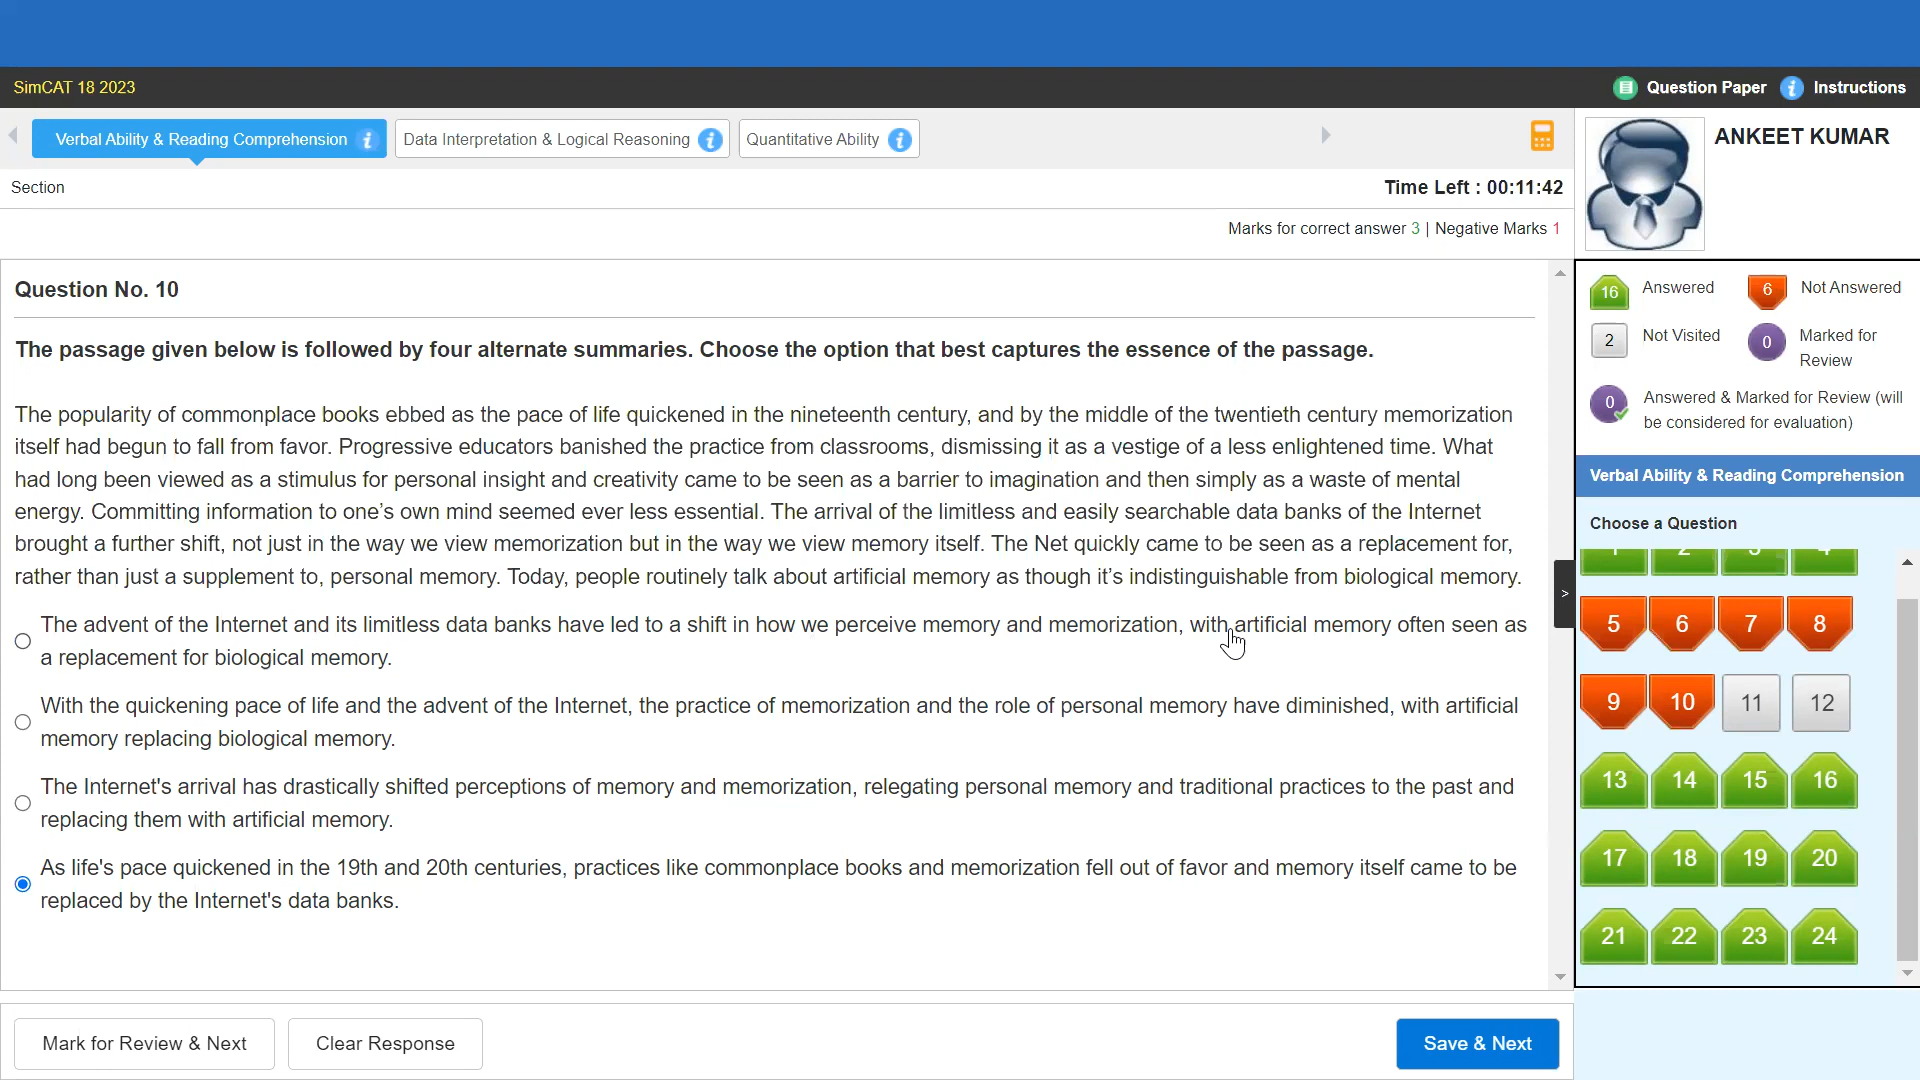 SimCAT 18 2023
Question Paper
Instructions
Verbal Ability & Reading Comprehension i
Data Interpretation & Logical Reasoning i
Quantitative Ability i
ANKEET KUMAR
Section
Time Left : 00:11:42
Marks for correct answer 3 | Negative Marks 1
Question No. 10
The passage given below is followed by four alternate summaries. Choose the option that best captures the essence of the passage.
The popularity of commonplace books ebbed as the pace of life quickened in the nineteenth century, and by the middle of the twentieth century memorization
itself had begun to fall from favor. Progressive educators banished the practice from classrooms, dismissing it as a vestige of a less enlightened time. What
had long been viewed as a stimulus for personal insight and creativity came to be seen as a barrier to imagination and then simply as a waste of mental
energy. Committing information to one's own mind seemed ever less essential. The arrival of the limitless and easily searchable data banks of the Internet
brought a further shift, not just in the way we view memorization but in the way we view memory itself. The Net quickly came to be seen as a replacement for,
rather than just a supplement to, personal memory. Today, people routinely talk about artificial memory as though it's indistinguishable from biological memory.
The advent of the Internet and its limitless data banks have led to a shift in how we perceive memory and memorization, with artificial memory often seen as
a replacement for biological memory.
With the quickening pace of life and the advent of the Internet, the practice of memorization and the role of personal memory have diminished, with artificial
memory replacing biological memory.
The Internet's arrival has drastically shifted perceptions of memory and memorization, relegating personal memory and traditional practices to the past and
replacing them with artificial memory.
As life's pace quickened in the 19th and 20th centuries, practices like commonplace books and memorization fell out of favor and memory itself came to be
replaced by the Internet's data banks.
Mark for Review & Next
Clear Response
Save & Next
16 Answered
6 Not Answered
2 Not Visited
0 Marked for
Review
0 Answered & Marked for Review (will
be considered for evaluation)
Verbal Ability & Reading Comprehension
Choose a Question
>
1 2 3 4
5 6 7 8
9 10 11 12
13 14 15 16
17 18 19 20
21 22 23 24